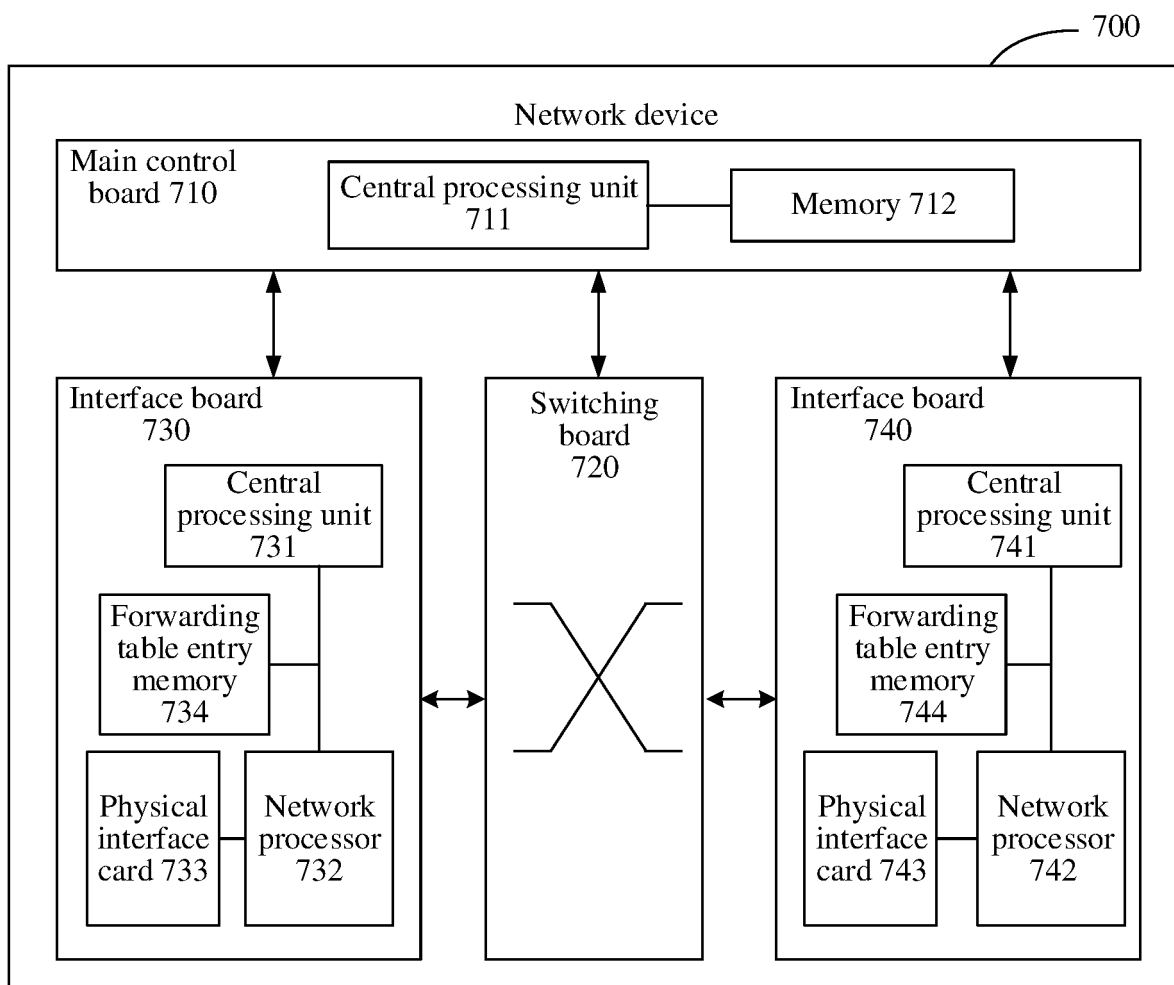 700
Network device
Main control
board 710
Central processing unit
711
Memory 712
Interface board
730
Central
processing unit
731
Forwarding
table entry
memory
734
Physical
interface
card 733
Network
processor
732
Switching
board
720
Interface board
740
Central
processing unit
741
Forwarding
table entry
memory
744
Physical
interface
card 743
Network
processor
742